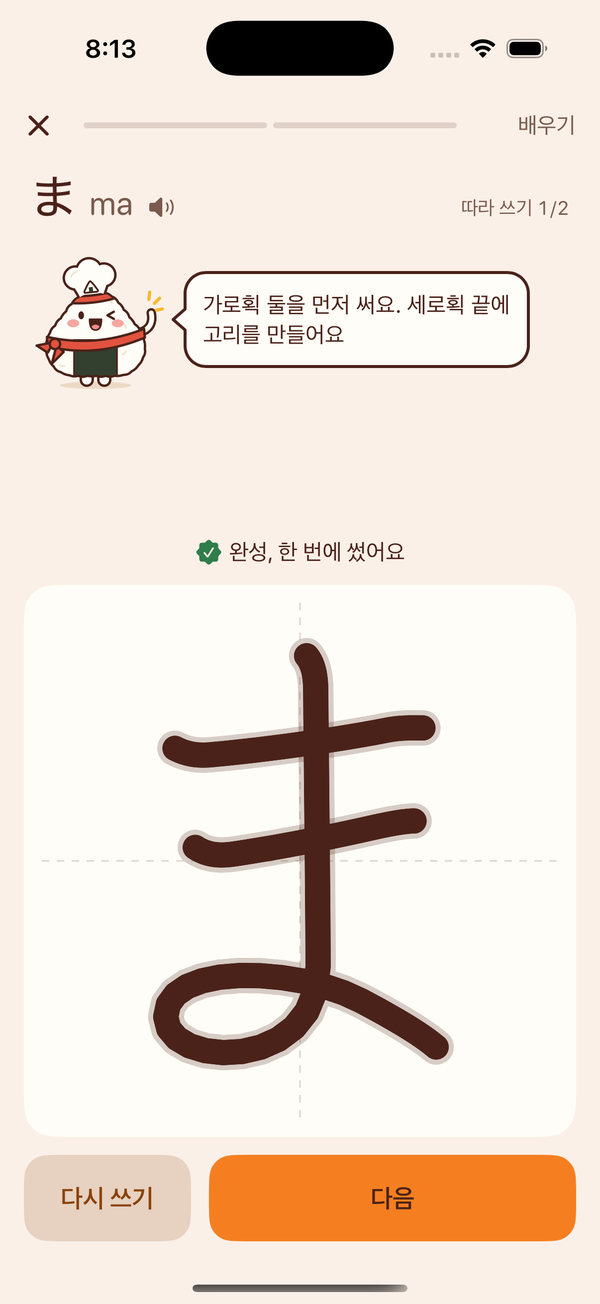 8:13
배우기
ま ma
따라 쓰기 1/2
가로획 둘을 먼저 써요. 세로획 끝에
고리를 만들어요
완성, 한 번에 썼어요
ま
다시 쓰기
다음